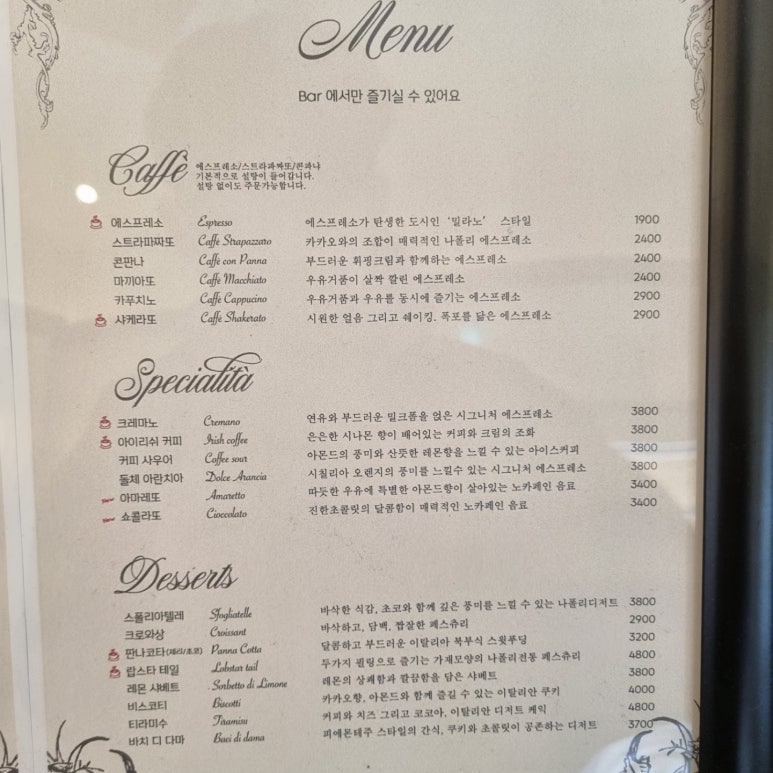 Menu
Bar 에서만 즐기실 수 있어요
Caffè 에스프레소/스트라파짜또/콘파냐
기본적으로 설탕이 들어갑니다.
설탕 없이도 주문가능합니다.
에스프레소 Espresso 에스프레소가 탄생한 도시인 ‘밀라노’ 스타일 1900
스트라파짜또 Caffe Strapazzato 카카오와의 조합이 매력적인 나폴리 에스프레소 2400
콘판나 Caffè con Panna 부드러운 휘핑크림과 함께하는 에스프레소 2400
마끼아또 Caffè Macchiato 우유거품이 살짝 깔린 에스프레소 2400
카푸치노 Caffè Cappucino 우유거품과 우유를 동시에 즐기는 에스프레소 2900
샤케라또 Caffè Shakerato 시원한 얼음 그리고 쉐이킹. 폭포를 닮은 에스프레소 2900
Specialità
크레마노 Cremano 연유와 부드러운 밀크폼을 얹은 시그니처 에스프레소 3800
아이리쉬 커피 Irish coffee 은은한 시나몬 향이 배어있는 커피와 크림의 조화 3800
커피 사우어 Coffee sour 아몬드의 풍미와 산뜻한 레몬향을 느낄 수 있는 아이스커피 3800
돌체 아란치아 Dolce Arancia 시칠리아 오렌지의 풍미를 느낄수 있는 시그니처 에스프레소 3800
아마레또 Amaretto 따듯한 우유에 특별한 아몬드향이 살아있는 노카페인 음료 3400
쇼콜라또 Cioccolato 진한초콜릿의 달콤함이 매력적인 노카페인 음료 3400
Desserts
스폴리아텔레 Sfogliatelle 바삭한 식감, 초코와 함께 깊은 풍미를 느낄 수 있는 나폴리디저트 3800
크로와상 Croissant 바삭하고, 담백, 짭잘한 페스츄리 2900
판나코타(체리/초코) Panna Cotta 달콤하고 부드러운 이탈리아 북부식 스윗푸딩 3200
랍스타 테일 Lobstar tail 두가지 필링으로 즐기는 가재모양의 나폴리전통 페스츄리 4800
레몬 샤베트 Sorbetto di Limone 레몬의 상쾌함과 깔끔함을 담은 샤베트 3800
비스코티 Biscotti 카카오향, 아몬드와 함께 즐길 수 있는 이탈리안 쿠키 4000
티라미수 Tiramisu 커피와 치즈 그리고 코코아. 이탈리안 디저트 케익 4800
바치 디 다마 Baci di dama 피에몬테주 스타일의 간식, 쿠키와 초콜릿이 공존하는 디저트 3700